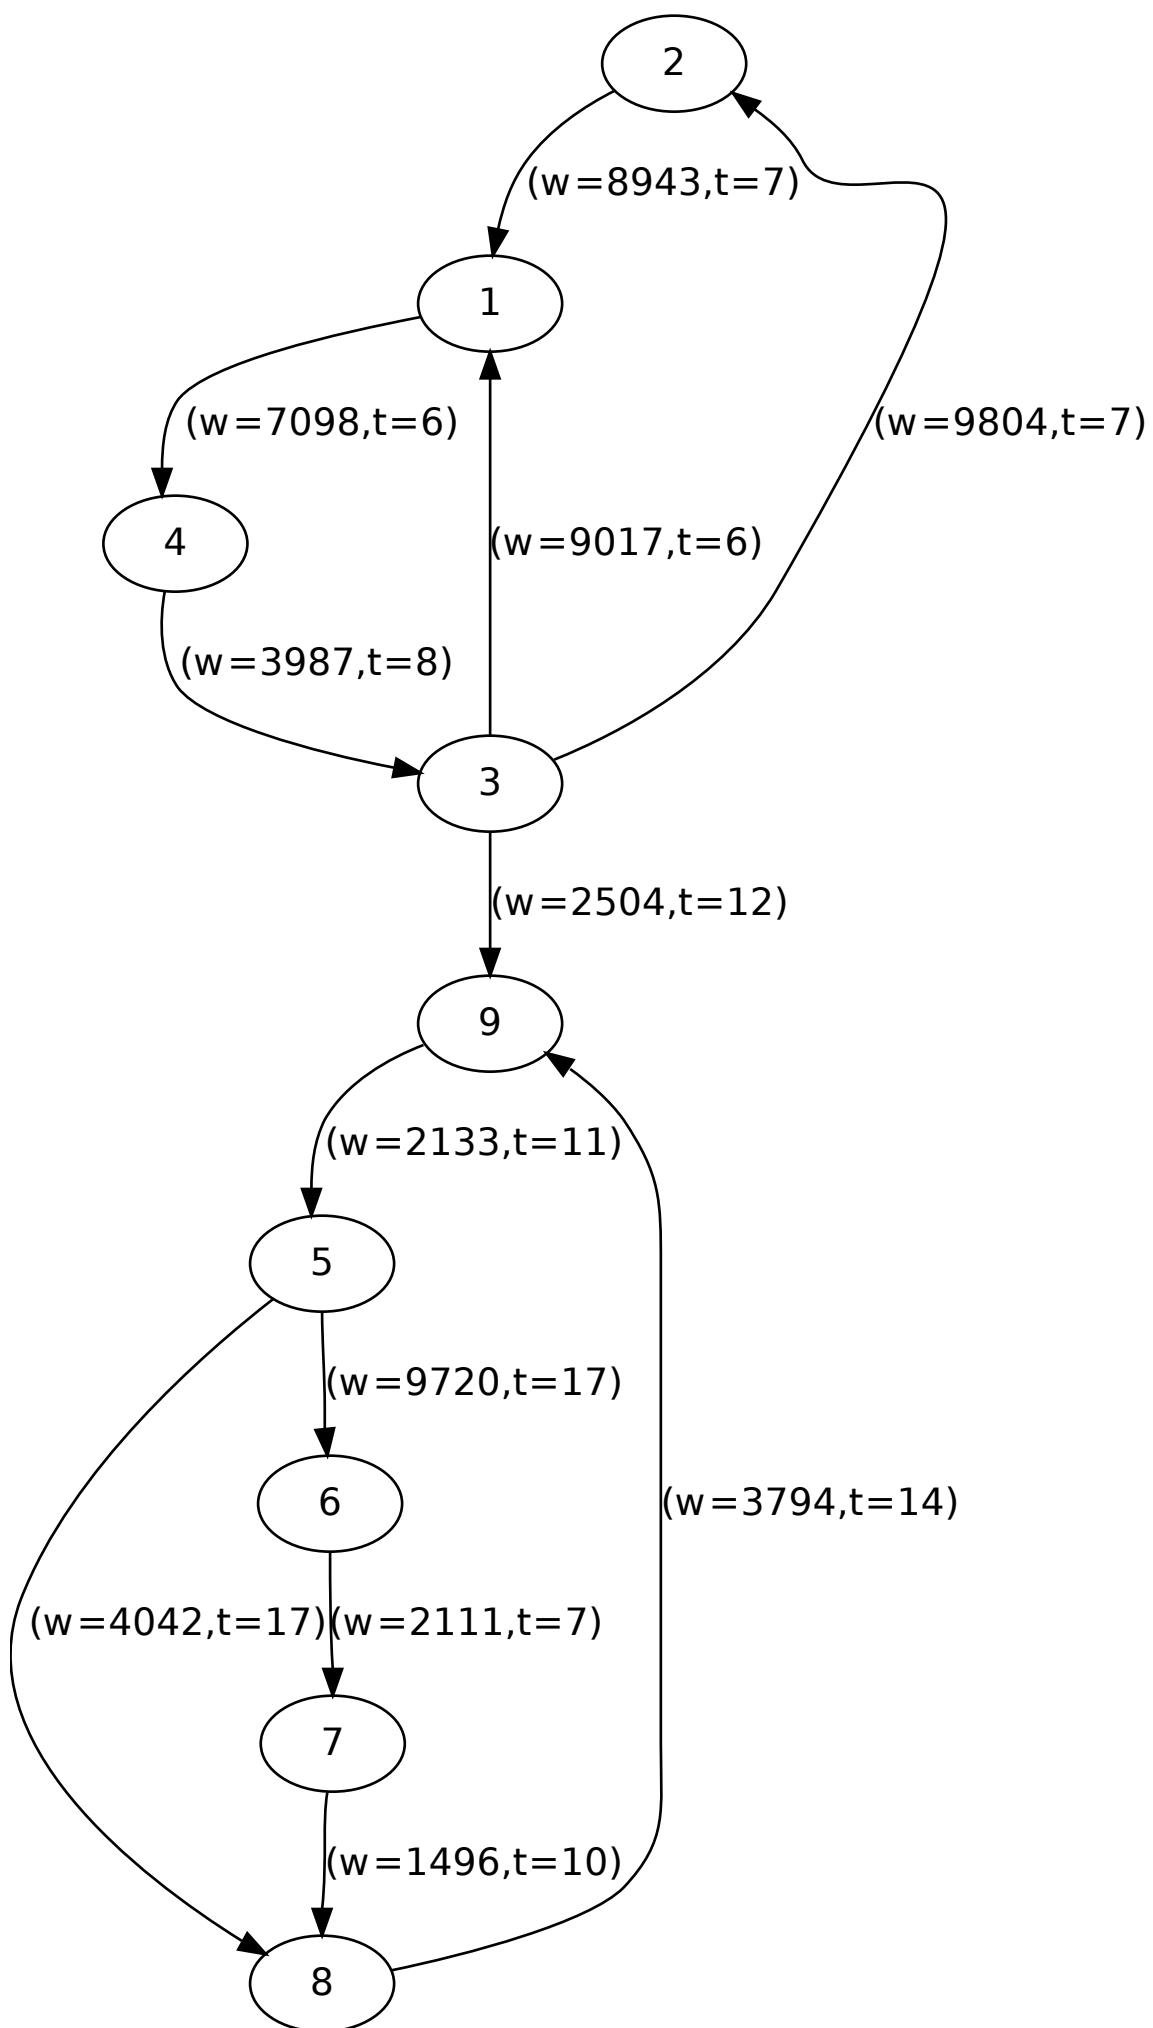 2
(w=8943,t=7)
1
(w=7098,t=6)
(w=9804,t=7)
4
(w=9017,t=6)
(w=3987,t=8)
3
(w=2504,t=12)
9
(w=2133,t=11)
5
(w=9720,t=17)
6
(w=3794,t=14)
(w=4042,t=17)
(w=2111,t=7)
7
(w=1496,t=10)
8